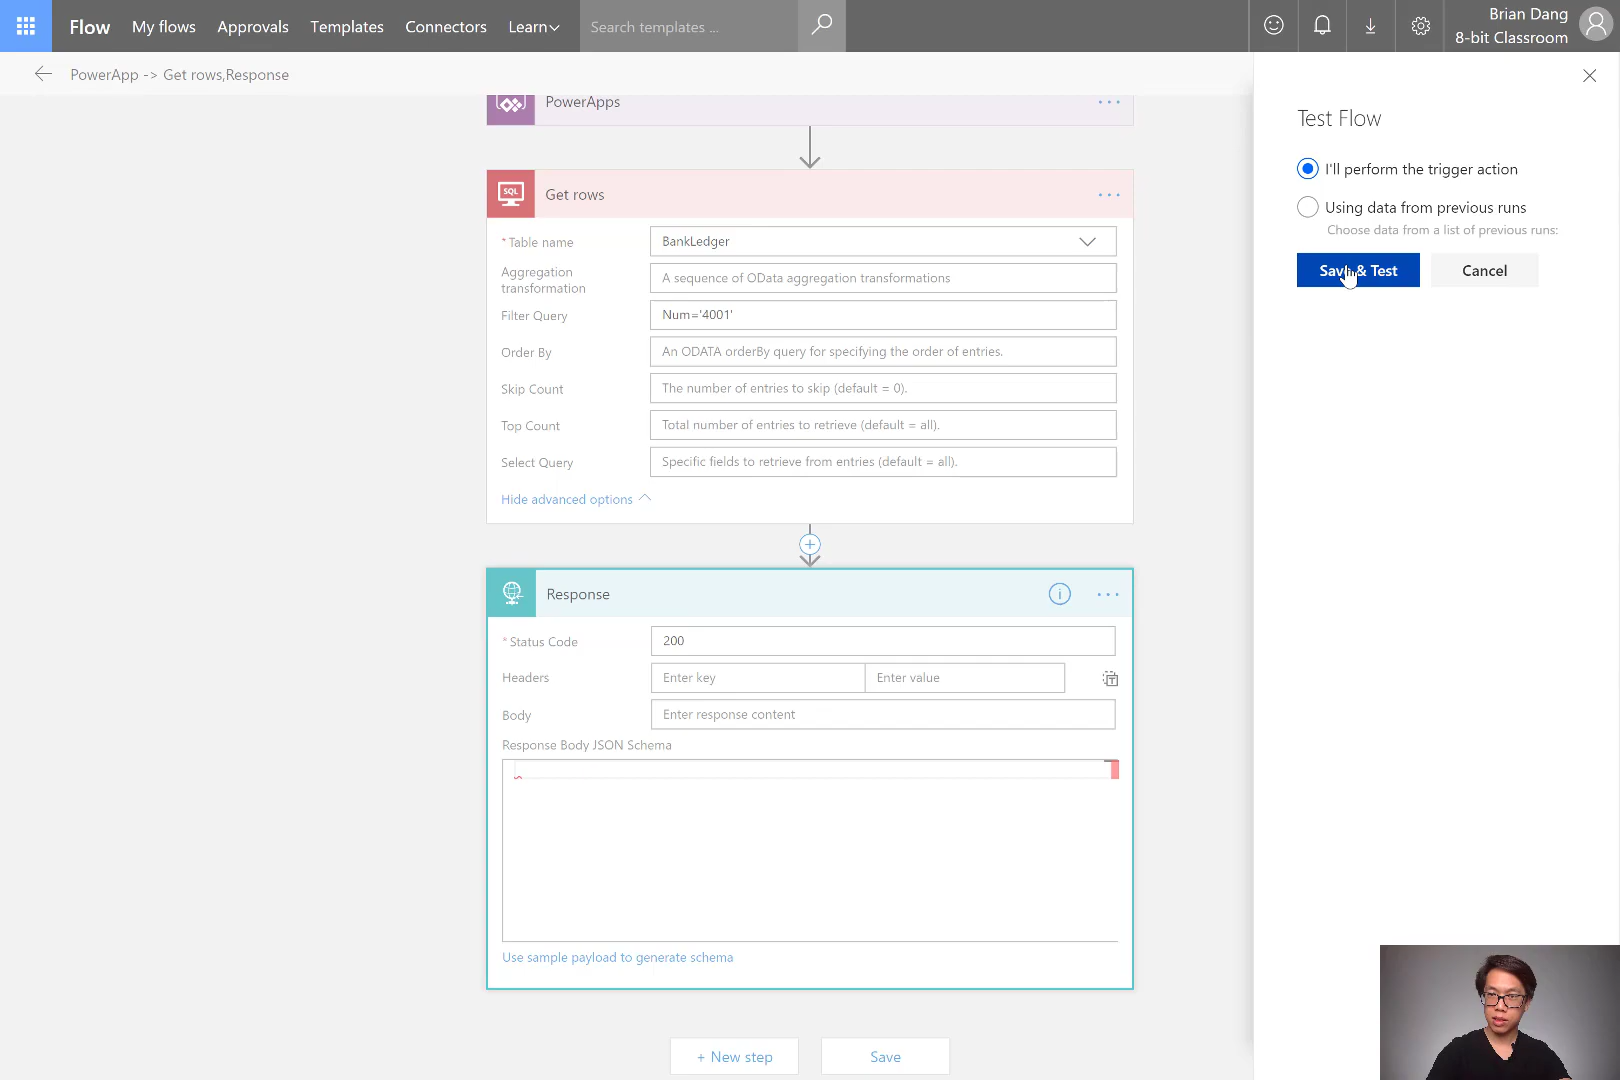 Flow
My flows
Approvals
Templates
Connectors
Learn
Search templates ...
Brian Dang
8-bit Classroom
PowerApp -> Get rows,Response
PowerApps
SQL
Get rows
* Table name
BankLedger
Aggregation
transformation
A sequence of OData aggregation transformations
Filter Query
Num='4001'
Order By
An ODATA orderBy query for specifying the order of entries.
Skip Count
The number of entries to skip (default = 0).
Top Count
Total number of entries to retrieve (default = all).
Select Query
Specific fields to retrieve from entries (default = all).
Hide advanced options
Response
* Status Code
200
Headers
Enter key
Enter value
Body
Enter response content
Response Body JSON Schema
Use sample payload to generate schema
+ New step
Save
Test Flow
I'll perform the trigger action
Using data from previous runs
Choose data from a list of previous runs:
Save & Test
Cancel